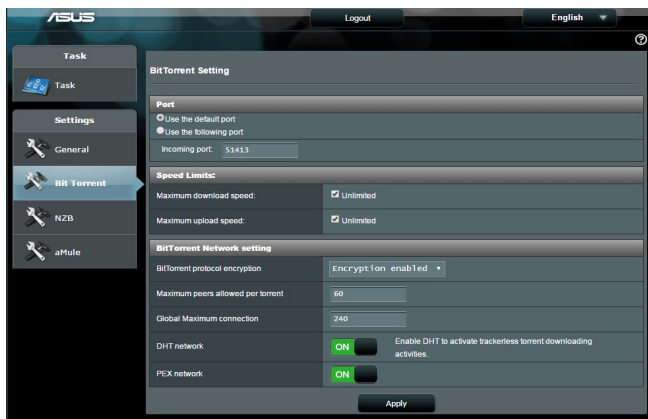 ASUS
Logout
English
?
Task
Task
Settings
General
Bit Torrent
NZB
aMule
BitTorrent Setting
Port
Use the default port
Use the following port
Incoming port: 51413
Speed Limits:
Maximum download speed: Unlimited
Maximum upload speed: Unlimited
BitTorrent Network setting
BitTorrent protocol encryption Encryption enabled
Maximum peers allowed per torrent 60
Global Maximum connection 240
DHT network ON Enable DHT to activate trackerless torrent downloading
activities.
PEX network ON
Apply